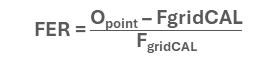 FER = O_point – FgridCAL / F_gridCAL